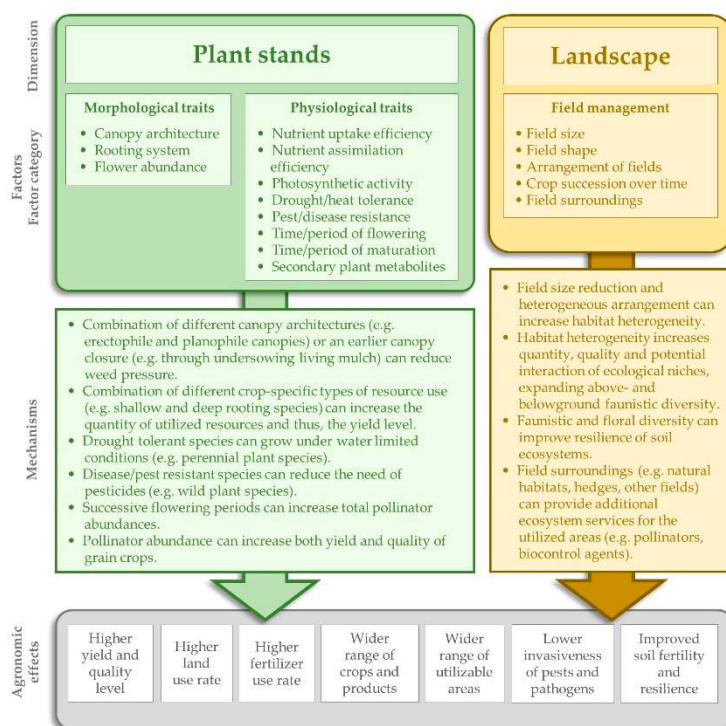 Dimension
Plant stands
Landscape
Factors
Factor category
Morphological traits
• Canopy architecture
• Rooting system
• Flower abundance
Physiological traits
• Nutrient uptake efficiency
• Nutrient assimilation
efficiency
• Photosynthetic activity
• Drought/heat tolerance
• Pest/disease resistance
• Time/period of flowering
• Time/period of maturation
• Secondary plant metabolites
Field management
• Field size
• Field shape
• Arrangement of fields
• Crop succession over time
• Field surroundings
Mechanisms
• Combination of different canopy architectures (e.g.
erectophile and planophile canopies) or an earlier canopy
closure (e.g. through undersowing living mulch) can reduce
weed pressure.
• Combination of different crop-specific types of resource use
(e.g. shallow and deep rooting species) can increase the
quantity of utilized resources and thus, the yield level.
• Drought tolerant species can grow under water limited
conditions (e.g. perennial plant species).
• Disease/pest resistant species can reduce the need of
pesticides (e.g. wild plant species).
• Successive flowering periods can increase total pollinator
abundances.
• Pollinator abundance can increase both yield and quality of
grain crops.
• Field size reduction and
heterogeneous arrangement can
increase habitat heterogeneity.
• Habitat heterogeneity increases
quantity, quality and potential
interaction of ecological niches,
expanding above- and
belowground faunistic diversity.
• Faunistic and floral diversity can
improve resilience of soil
ecosystems.
• Field surroundings (e.g. natural
habitats, hedges, other fields)
can provide additional
ecosystem services for the
utilized areas (e.g. pollinators,
biocontrol agents).
Agronomic
effects
Higher
yield and
quality
level
Higher
land
use rate
Higher
fertilizer
use rate
Wider
range of
crops and
products
Wider
range of
utilizable
areas
Lower
invasiveness
of pests and
pathogens
Improved
soil fertility
and
resilience